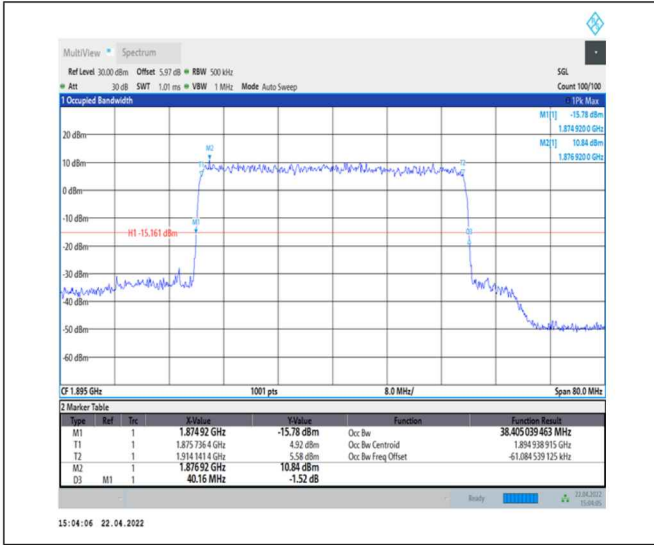 MultiView Spectrum
Ref Level 30.00 dBm Offset 5.97 dB RBW 500 kHz SGL
Att 30 dB SWT 1.01 ms VBW 1 MHz Mode Auto Sweep Count 100/100
1 Occupied Bandwidth 1Pk Max
M1[1] -15.78 dBm
1.874 920 0 GHz
20 dBm M2[1] 10.84 dBm
M2 1.876 920 0 GHz
10 dBm
0 dBm
-10 dBm
M1
H1 -15.161 dBm D3
-20 dBm
-30 dBm
-40 dBm
-50 dBm
-60 dBm
CF 1.895 GHz 1001 pts 8.0 MHz/ Span 80.0 MHz
2 Marker Table
Type Ref Trc X-Value Y-Value Function Function Result
M1 1 1.874 92 GHz -15.78 dBm Occ Bw 38.405 039 463 MHz
T1 1 1.875 736 4 GHz 4.92 dBm Occ Bw Centroid 1.894 938 915 GHz
T2 1 1.914 141 4 GHz 5.58 dBm Occ Bw Freq Offset -61.084 539 125 kHz
M2 1 1.876 92 GHz 10.84 dBm
D3 M1 1 40.16 MHz -1.52 dB
Ready 22.04.2022
15:04:05
15:04:06 22.04.2022